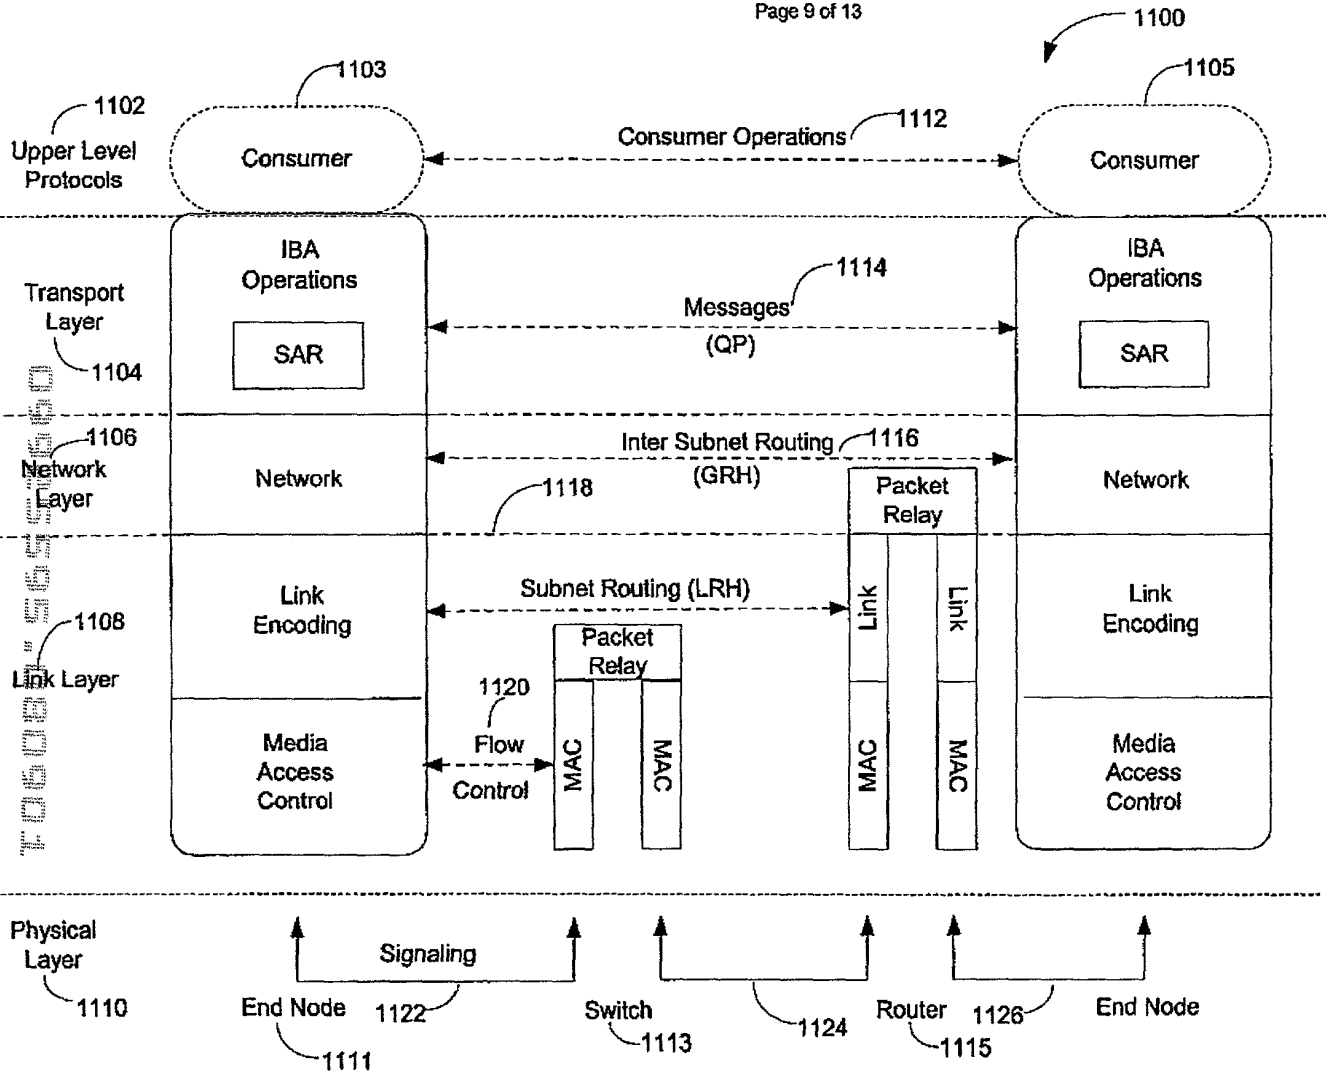 Page 9 of 13
1100
1103
1105
1102
1112
Consumer Operations
Upper Level
Protocols
Consumer
Consumer
IBA
Operations
IBA
Operations
1114
Transport
Layer
Messages
(QP)
SAR
SAR
1104
1106
Inter Subnet Routing
1116
Network
Layer
Network
(GRH)
Network
1118
Packet
Relay
Link
Encoding
Subnet Routing (LRH)
Link
Link
Link
Encoding
1108
Packet
Relay
Link Layer
1120
Media
Access
Control
Flow
Control
MAC
MAC
MAC
MAC
Media
Access
Control
Physical
Layer
Signaling
1110
End Node
1122
Switch
1124
Router
1126
End Node
1113
1115
1111